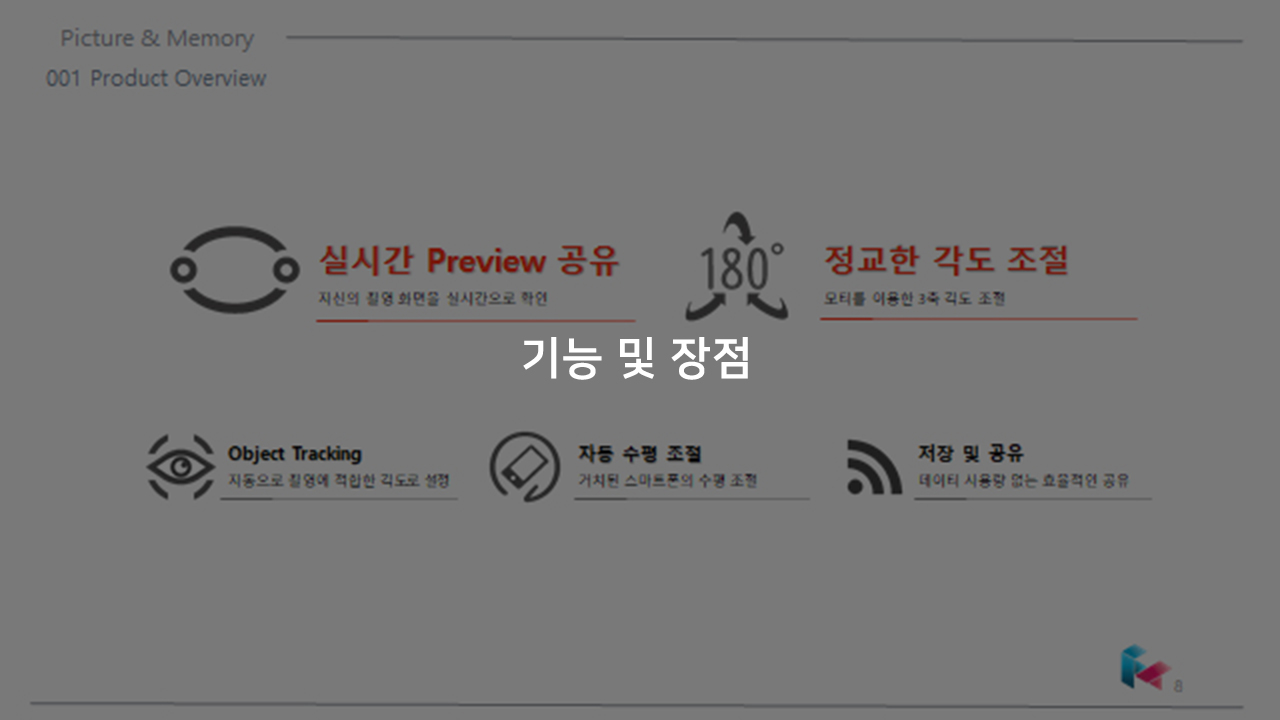 Picture & Memory
001 Product Overview
실시간 Preview 공유
자신의 촬영 화면을 실시간으로 확인
180°
정교한 각도 조절
모터를 이용한 3축 각도 조절
기능 및 장점
Object Tracking
자동으로 촬영에 적합한 각도로 설정
자동 수평 조절
거치된 스마트폰의 수평 조절
저장 및 공유
데이터 사용량 없는 효율적인 공유
8